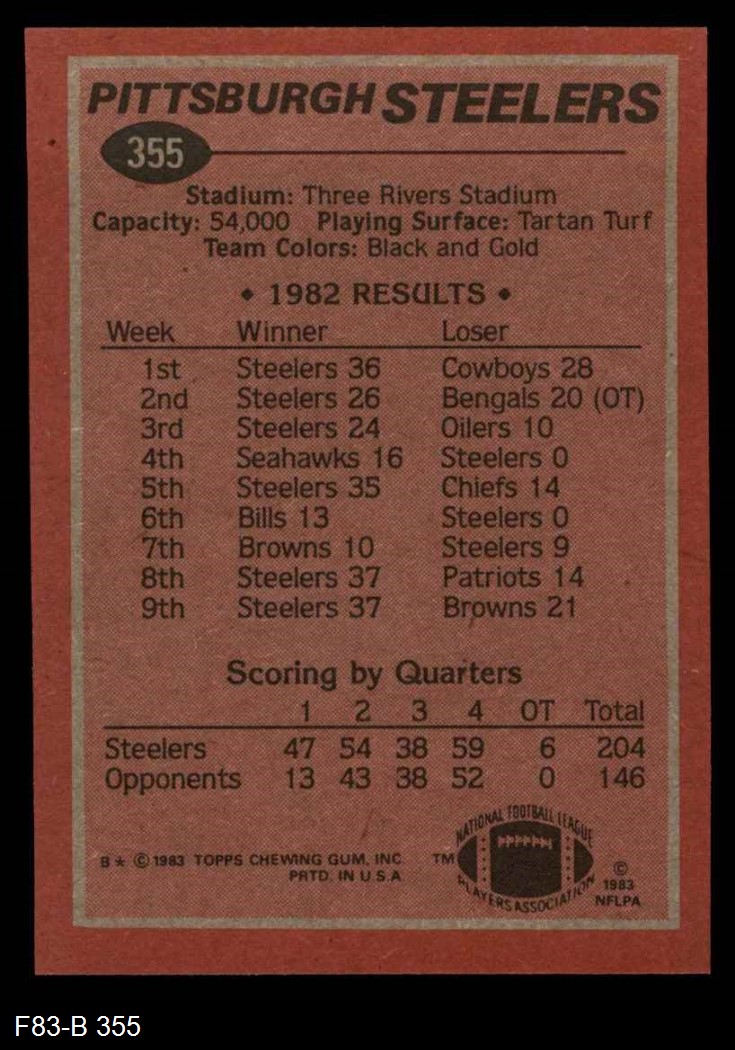 PITTSBURGH STEELERS
355
Stadium: Three Rivers Stadium
Capacity: 54,000 Playing Surface: Tartan Turf
Team Colors: Black and Gold
• 1982 RESULTS •
Week Winner Loser
1st Steelers 36 Cowboys 28
2nd Steelers 26 Bengals 20 (OT)
3rd Steelers 24 Oilers 10
4th Seahawks 16 Steelers 0
5th Steelers 35 Chiefs 14
6th Bills 13 Steelers 0
7th Browns 10 Steelers 9
8th Steelers 37 Patriots 14
9th Steelers 37 Browns 21
Scoring by Quarters
1 2 3 4 OT Total
Steelers 47 54 38 59 6 204
Opponents 13 43 38 52 0 146
B* © 1983 TOPPS CHEWING GUM, INC.
PRTD. IN U.S.A
TM
NATIONAL FOOTBALL LEAGUE
PLAYERS ASSOCIATION
©
1983
NFLPA
F83-B 355